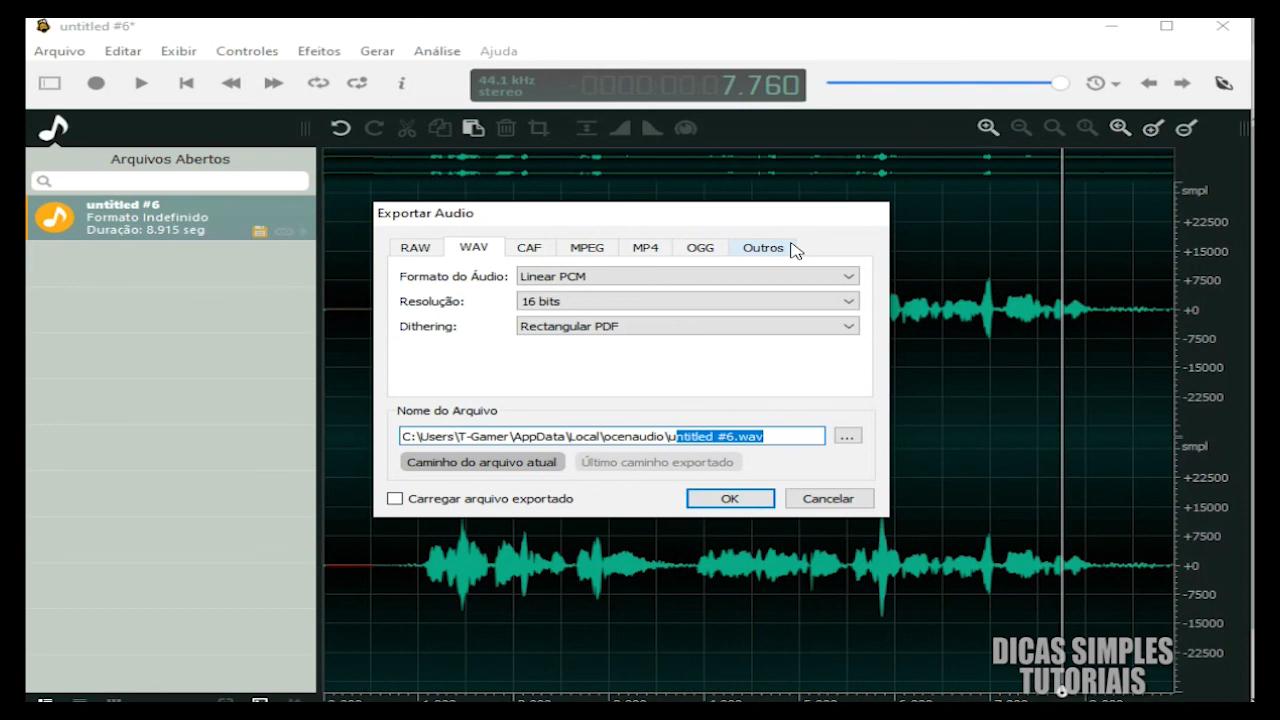 untitled #6*
Arquivo Editar Exibir Controles Efeitos Gerar Análise Ajuda
44.1 kHz
stereo
7.760
Arquivos Abertos
untitled #6
Formato Indefinido
Duração: 8.915 seg
smpl
+22500
+15000
+7500
+0
-7500
-15000
-22500
Exportar Audio
RAW WAV CAF MPEG MP4 OGG Outros
Formato do Áudio: Linear PCM
Resolução: 16 bits
Dithering: Rectangular PDF
Nome do Arquivo
C:\Users\T-Gamer\AppData\Local\ocenaudio\untitled #6.wav ...
Caminho do arquivo atual Último caminho exportado
Carregar arquivo exportado OK Cancelar
smpl
+22500
+15000
+7500
+0
-7500
-15000
-22500
DICAS SIMPLES
TUTORIAIS